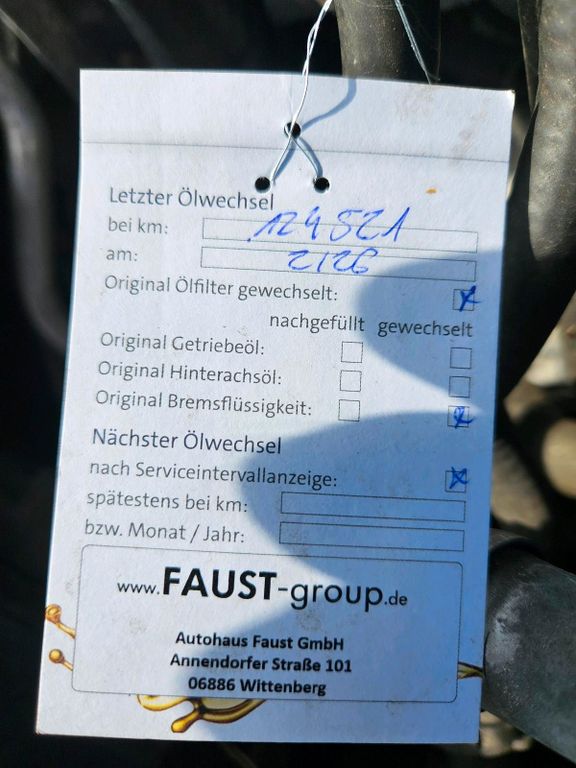 Letzter Ölwechsel
bei km: 124521
am: 2126
Original Ölfilter gewechselt: x
nachgefüllt gewechselt
Original Getriebeöl:
Original Hinterachsöl:
Original Bremsflüssigkeit: x
Nächster Ölwechsel
nach Serviceintervallanzeige: x
spätestens bei km:
bzw. Monat / Jahr:
www.FAUST-group.de
Autohaus Faust GmbH
Annendorfer Straße 101
06886 Wittenberg